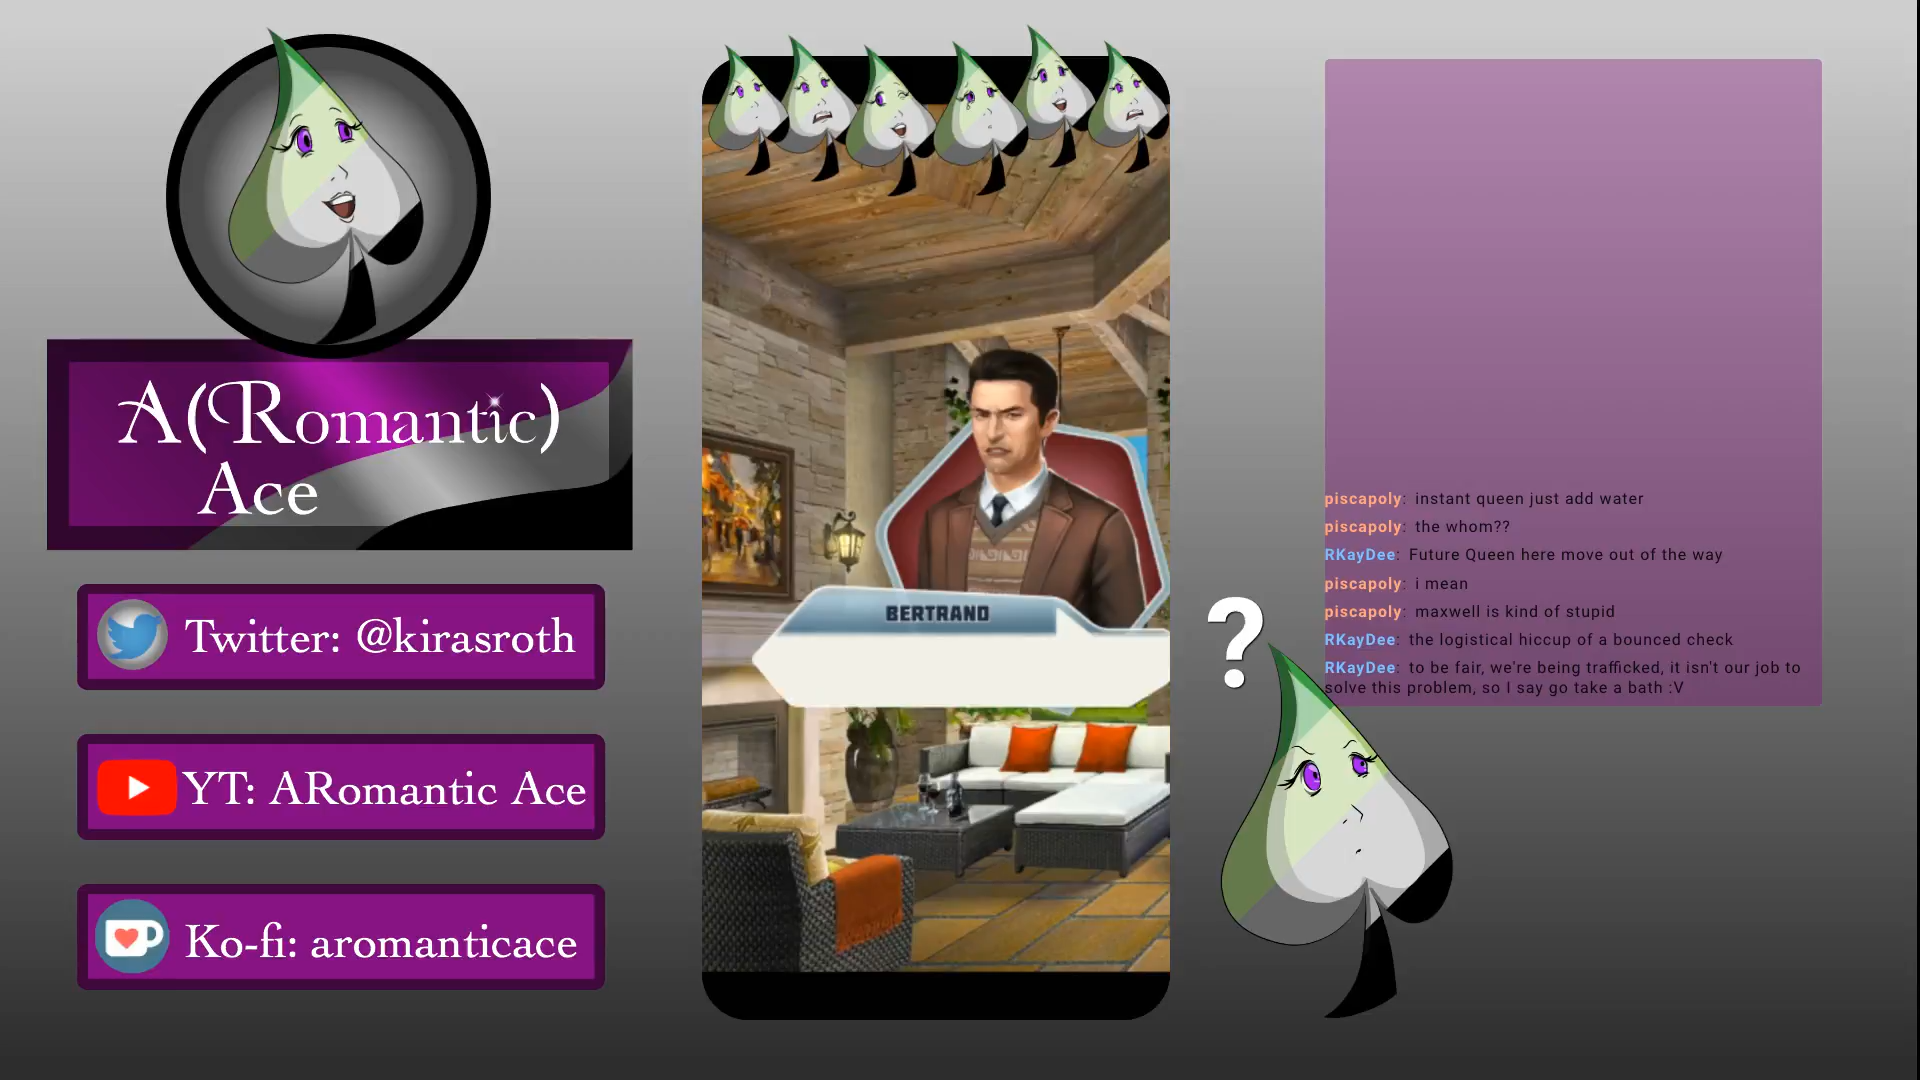 A(Romantic)
Ace
Twitter: @kirasroth
YT: ARomantic Ace
Ko-fi: aromanticace
BERTRAND
?
piscapoly: instant queen just add water
piscapoly: the whom??
RKayDee: Future Queen here move out of the way
piscapoly: i mean
piscapoly: maxwell is kind of stupid
RKayDee: the logistical hiccup of a bounced check
RKayDee: to be fair, we're being trafficked, it isn't our job to
solve this problem, so I say go take a bath :V